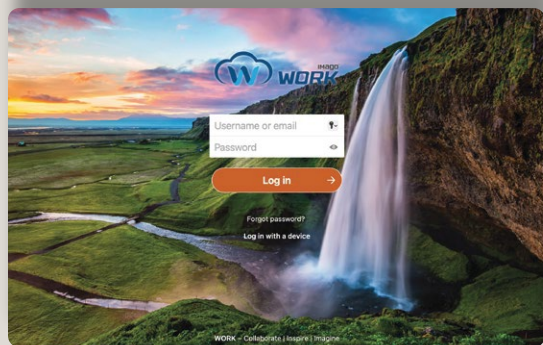 iMAGO
WORK
Username or email
Password
Log in
Forgot password?
Log in with a device
WORK – Collaborate | Inspire | Imagine